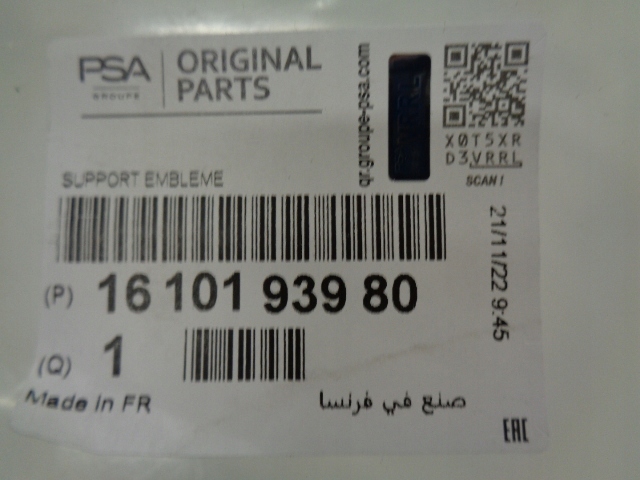 PSA
GROUPE
ORIGINAL
PARTS
qr.groupe-psa.com
X0T5XR
D3VRRL
SCAN!
SUPPORT EMBLEME
21/11/22 9:45
(P) 16 101 939 80
(Q) 1
Made in FR
صنع في فرنسا
EAC